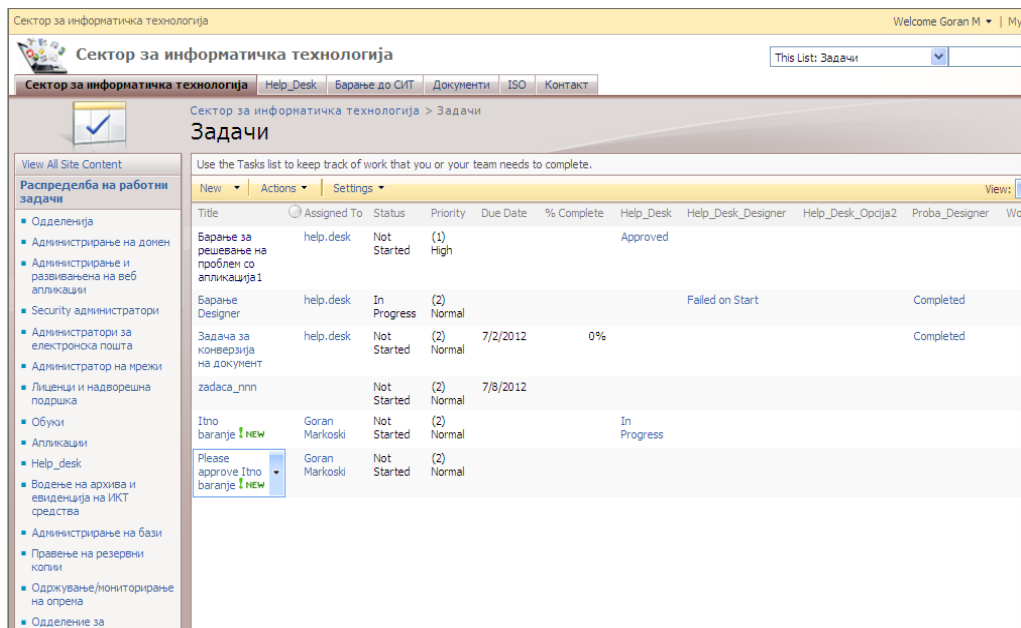 Сектор за информатичка технологија
Welcome Goran M | My
Сектор за информатичка технологија
This List: Задачи
Сектор за информатичка технологија Help_Desk Барање до СИТ Документи ISO Контакт
Сектор за информатичка технологија > Задачи
Задачи
View All Site Content
Use the Tasks list to keep track of work that you or your team needs to complete.
Распределба на работни
задачи
New Actions Settings View:
Title Assigned To Status Priority Due Date % Complete Help_Desk Help_Desk_Designer Help_Desk_Opcija2 Proba_Designer Wo
Барање за
решевање на
проблем со
апликација1
help.desk
Not
Started
(1)
High
Approved
Барање
Designer
help.desk
In
Progress
(2)
Normal
Failed on Start
Completed
Задача за
конверзија
на документ
help.desk
Not
Started
(2)
Normal
7/2/2012
0%
Completed
zadaca_nnn
Not
Started
(2)
Normal
7/8/2012
Itno
baranje ! NEW
Goran
Markoski
Not
Started
(2)
Normal
In
Progress
Please
approve Itno
baranje ! NEW
Goran
Markoski
Not
Started
(2)
Normal
Одделенија
Администрирање на домен
Администрирање и
развивањена на веб
апликации
Security администратори
Администратори за
електронска пошта
Администратор на мрежи
Лиценци и надворешна
подршка
Обуки
Апликации
Help_desk
Водење на архива и
евиденција на ИКТ
средства
Администрирање на бази
Правење на резервни
копии
Одржување/мониторирање
на опрема
Одделение за